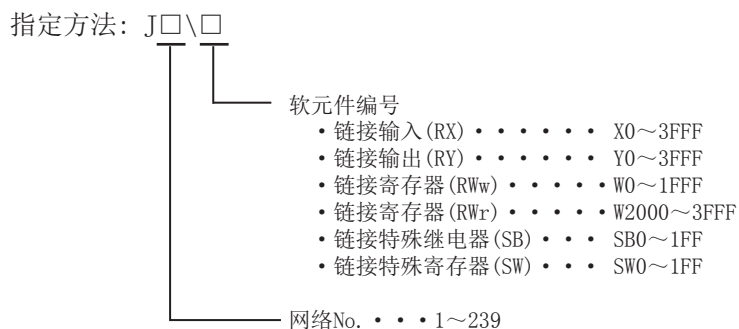 指定方法: J□\□
软元件编号
・链接输入(RX)・・・・・・ X0～3FFF
・链接输出(RY)・・・・・・ Y0～3FFF
・链接寄存器(RWw)・・・・・W0～1FFF
・链接寄存器(RWr)・・・・・W2000～3FFF
・链接特殊继电器(SB)・・・ SB0～1FF
・链接特殊寄存器(SW)・・・ SW0～1FF
网络No.・・・1～239